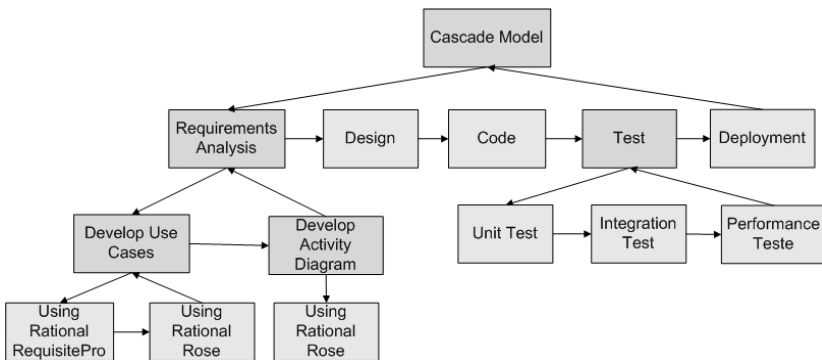 Cascade Model
Requirements
Analysis
Design
Code
Test
Deployment
Develop Use
Cases
Develop
Activity
Diagram
Unit Test
Integration
Test
Performance
Teste
Using
Rational
RequisitePro
Using
Rational
Rose
Using
Rational
Rose